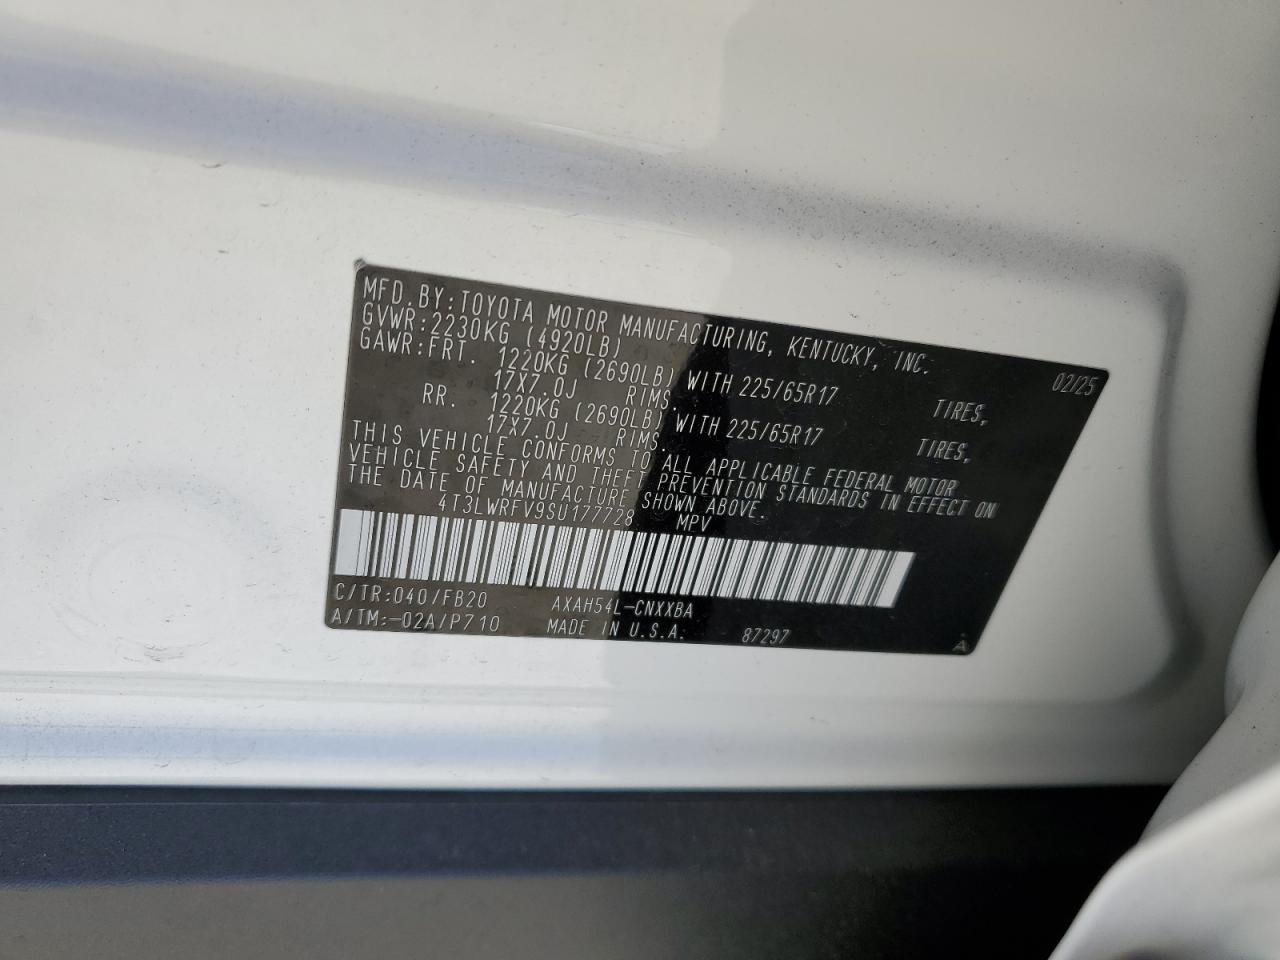 MFD. BY: TOYOTA MOTOR MANUFACTURING, KENTUCKY, INC. 02/25
GVWR: 2230KG (4920LB)
GAWR: FRT. 1220KG (2690LB) WITH 225/65R17 TIRES,
17X7.0J RIMS.
RR. 1220KG (2690LB) WITH 225/65R17 TIRES,
17X7.0J RIMS.
THIS VEHICLE CONFORMS TO ALL APPLICABLE FEDERAL MOTOR
VEHICLE SAFETY AND THEFT PREVENTION STANDARDS IN EFFECT ON
THE DATE OF MANUFACTURE SHOWN ABOVE.
4T3LWRFV9SU177728 MPV
C/TR: 040/FB20 AXAH54L-CNXXBA
A/TM: -02A/P710 MADE IN U.S.A. 87297 A